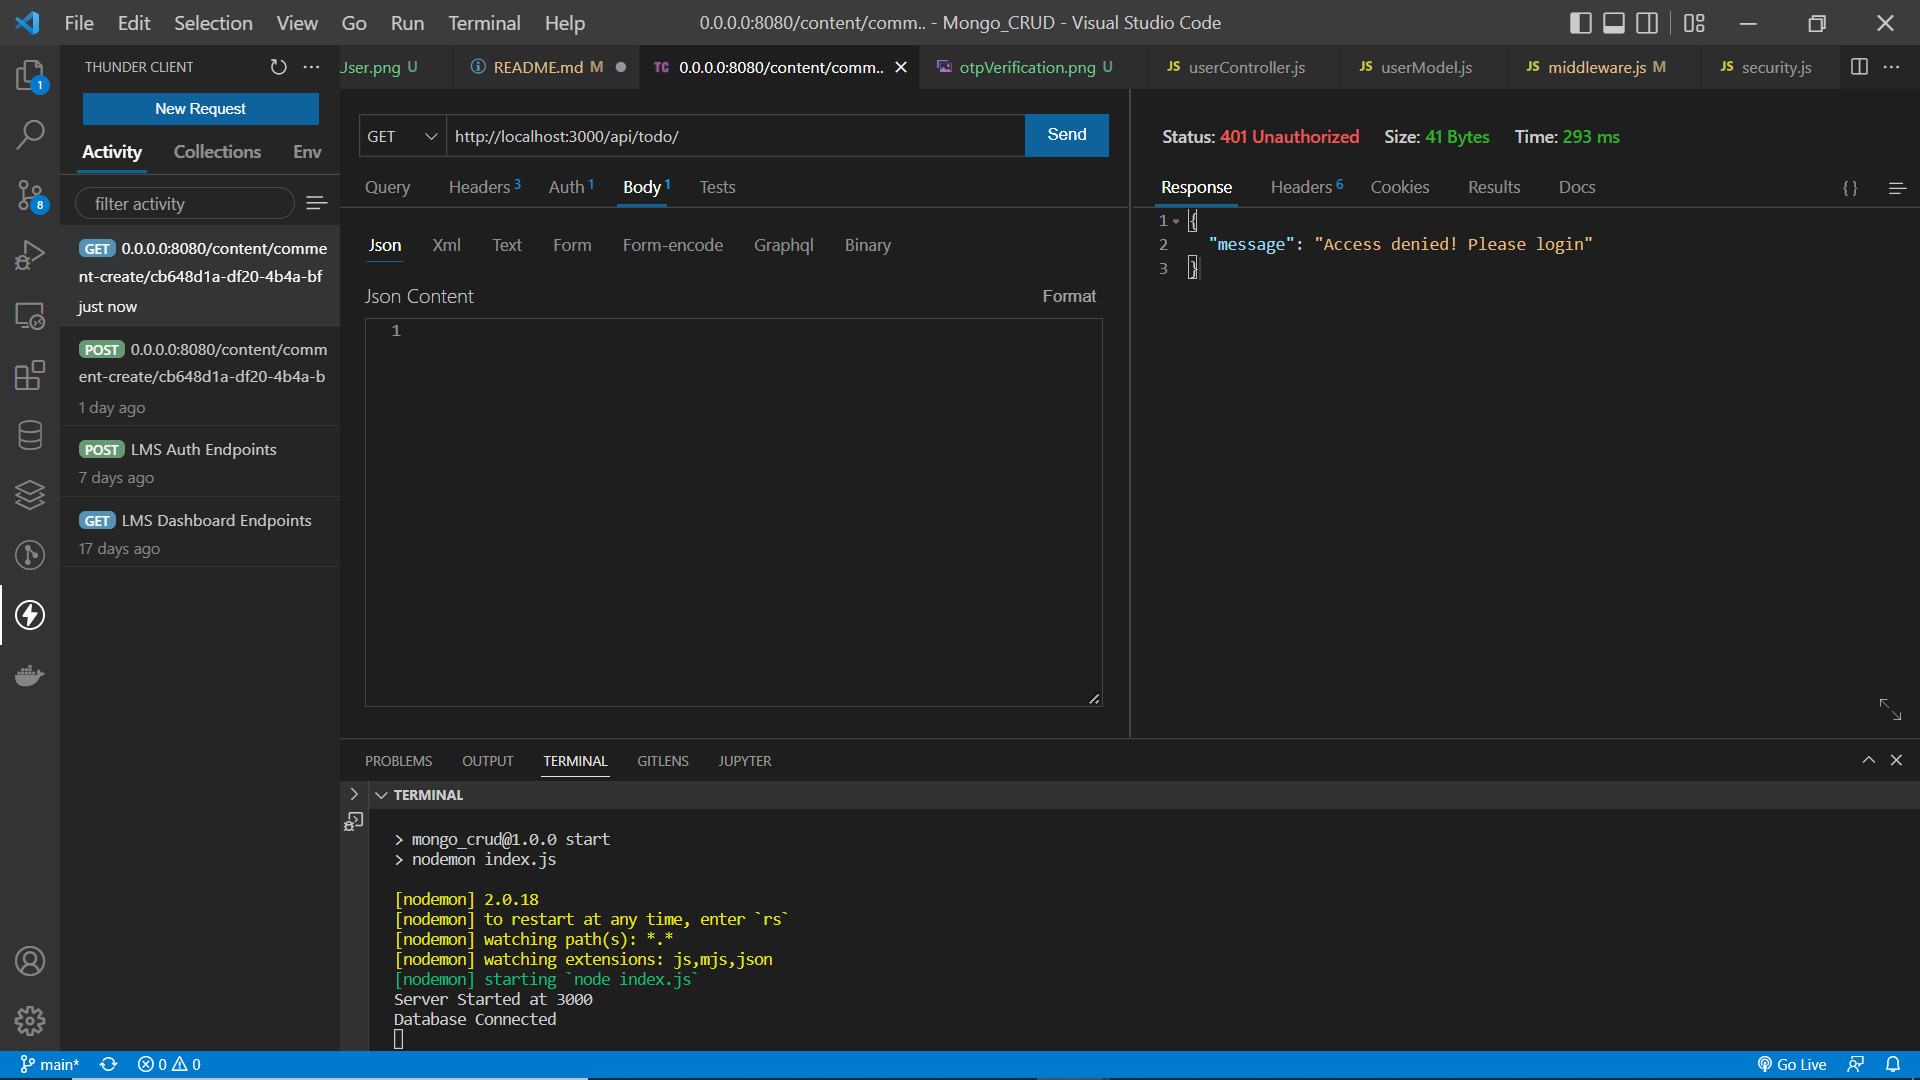 File Edit Selection View Go Run Terminal Help
0.0.0.0:8080/content/comm.. - Mongo_CRUD - Visual Studio Code
THUNDER CLIENT
User.png U
README.md M
TC 0.0.0.0:8080/content/comm..
otpVerification.png U
JS userController.js
JS userModel.js
JS middleware.js M
JS security.js
1
8
New Request
Activity Collections Env
filter activity
GET 0.0.0.0:8080/content/comme
nt-create/cb648d1a-df20-4b4a-bf
just now
POST 0.0.0.0:8080/content/comm
ent-create/cb648d1a-df20-4b4a-b
1 day ago
POST LMS Auth Endpoints
7 days ago
GET LMS Dashboard Endpoints
17 days ago
GET http://localhost:3000/api/todo/ Send
Query Headers 3 Auth 1 Body 1 Tests
Json Xml Text Form Form-encode Graphql Binary
Json Content Format
1
Status: 401 Unauthorized Size: 41 Bytes Time: 293 ms
Response Headers 6 Cookies Results Docs {}
1 {
2 "message": "Access denied! Please login"
3 }
PROBLEMS OUTPUT TERMINAL GITLENS JUPYTER
TERMINAL
> mongo_crud@1.0.0 start
> nodemon index.js
[nodemon] 2.0.18
[nodemon] to restart at any time, enter `rs`
[nodemon] watching path(s): *.*
[nodemon] watching extensions: js,mjs,json
[nodemon] starting `node index.js`
Server Started at 3000
Database Connected
main* 0 0 Go Live